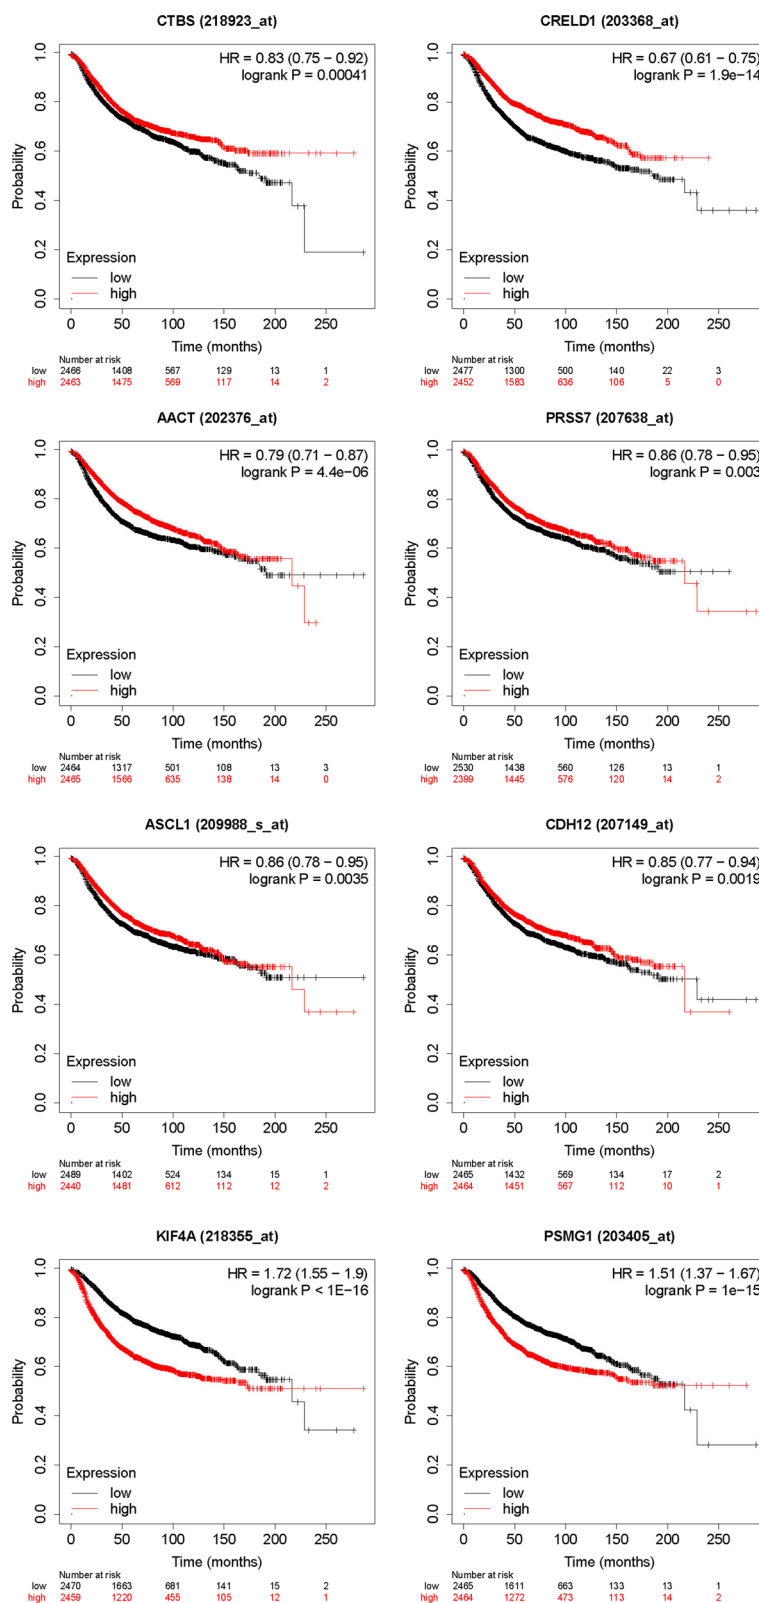 CTBS (218923_at)
HR = 0.83 (0.75 − 0.92)
logrank P = 0.00041
Probability
1.0
0.8
0.6
0.4
0.2
0.0
Expression
low
high
0 50 100 150 200 250
Time (months)
Number at risk
low 2466 1408 567 129 13 1
high 2463 1475 569 117 14 2
CRELD1 (203368_at)
HR = 0.67 (0.61 − 0.75)
logrank P = 1.9e−14
Probability
1.0
0.8
0.6
0.4
0.2
0.0
Expression
low
high
0 50 100 150 200 250
Time (months)
Number at risk
low 2477 1300 500 140 22 3
high 2452 1583 636 106 5 0
AACT (202376_at)
HR = 0.79 (0.71 − 0.87)
logrank P = 4.4e−06
Probability
1.0
0.8
0.6
0.4
0.2
0.0
Expression
low
high
0 50 100 150 200 250
Time (months)
Number at risk
low 2464 1317 501 108 13 3
high 2465 1566 635 138 14 0
PRSS7 (207638_at)
HR = 0.86 (0.78 − 0.95)
logrank P = 0.003
Probability
1.0
0.8
0.6
0.4
0.2
0.0
Expression
low
high
0 50 100 150 200 250
Time (months)
Number at risk
low 2530 1438 560 126 13 1
high 2399 1445 576 120 14 2
ASCL1 (209988_s_at)
HR = 0.86 (0.78 − 0.95)
logrank P = 0.0035
Probability
1.0
0.8
0.6
0.4
0.2
0.0
Expression
low
high
0 50 100 150 200 250
Time (months)
Number at risk
low 2489 1402 524 134 15 1
high 2440 1481 612 112 12 2
CDH12 (207149_at)
HR = 0.85 (0.77 − 0.94)
logrank P = 0.0019
Probability
1.0
0.8
0.6
0.4
0.2
0.0
Expression
low
high
0 50 100 150 200 250
Time (months)
Number at risk
low 2465 1432 569 134 17 2
high 2464 1451 567 112 10 1
KIF4A (218355_at)
HR = 1.72 (1.55 − 1.9)
logrank P < 1E−16
Probability
1.0
0.8
0.6
0.4
0.2
0.0
Expression
low
high
0 50 100 150 200 250
Time (months)
Number at risk
low 2470 1663 681 141 15 2
high 2459 1220 455 105 12 1
PSMG1 (203405_at)
HR = 1.51 (1.37 − 1.67)
logrank P = 1e−15
Probability
1.0
0.8
0.6
0.4
0.2
0.0
Expression
low
high
0 50 100 150 200 250
Time (months)
Number at risk
low 2465 1611 663 133 13 1
high 2464 1272 473 113 14 2